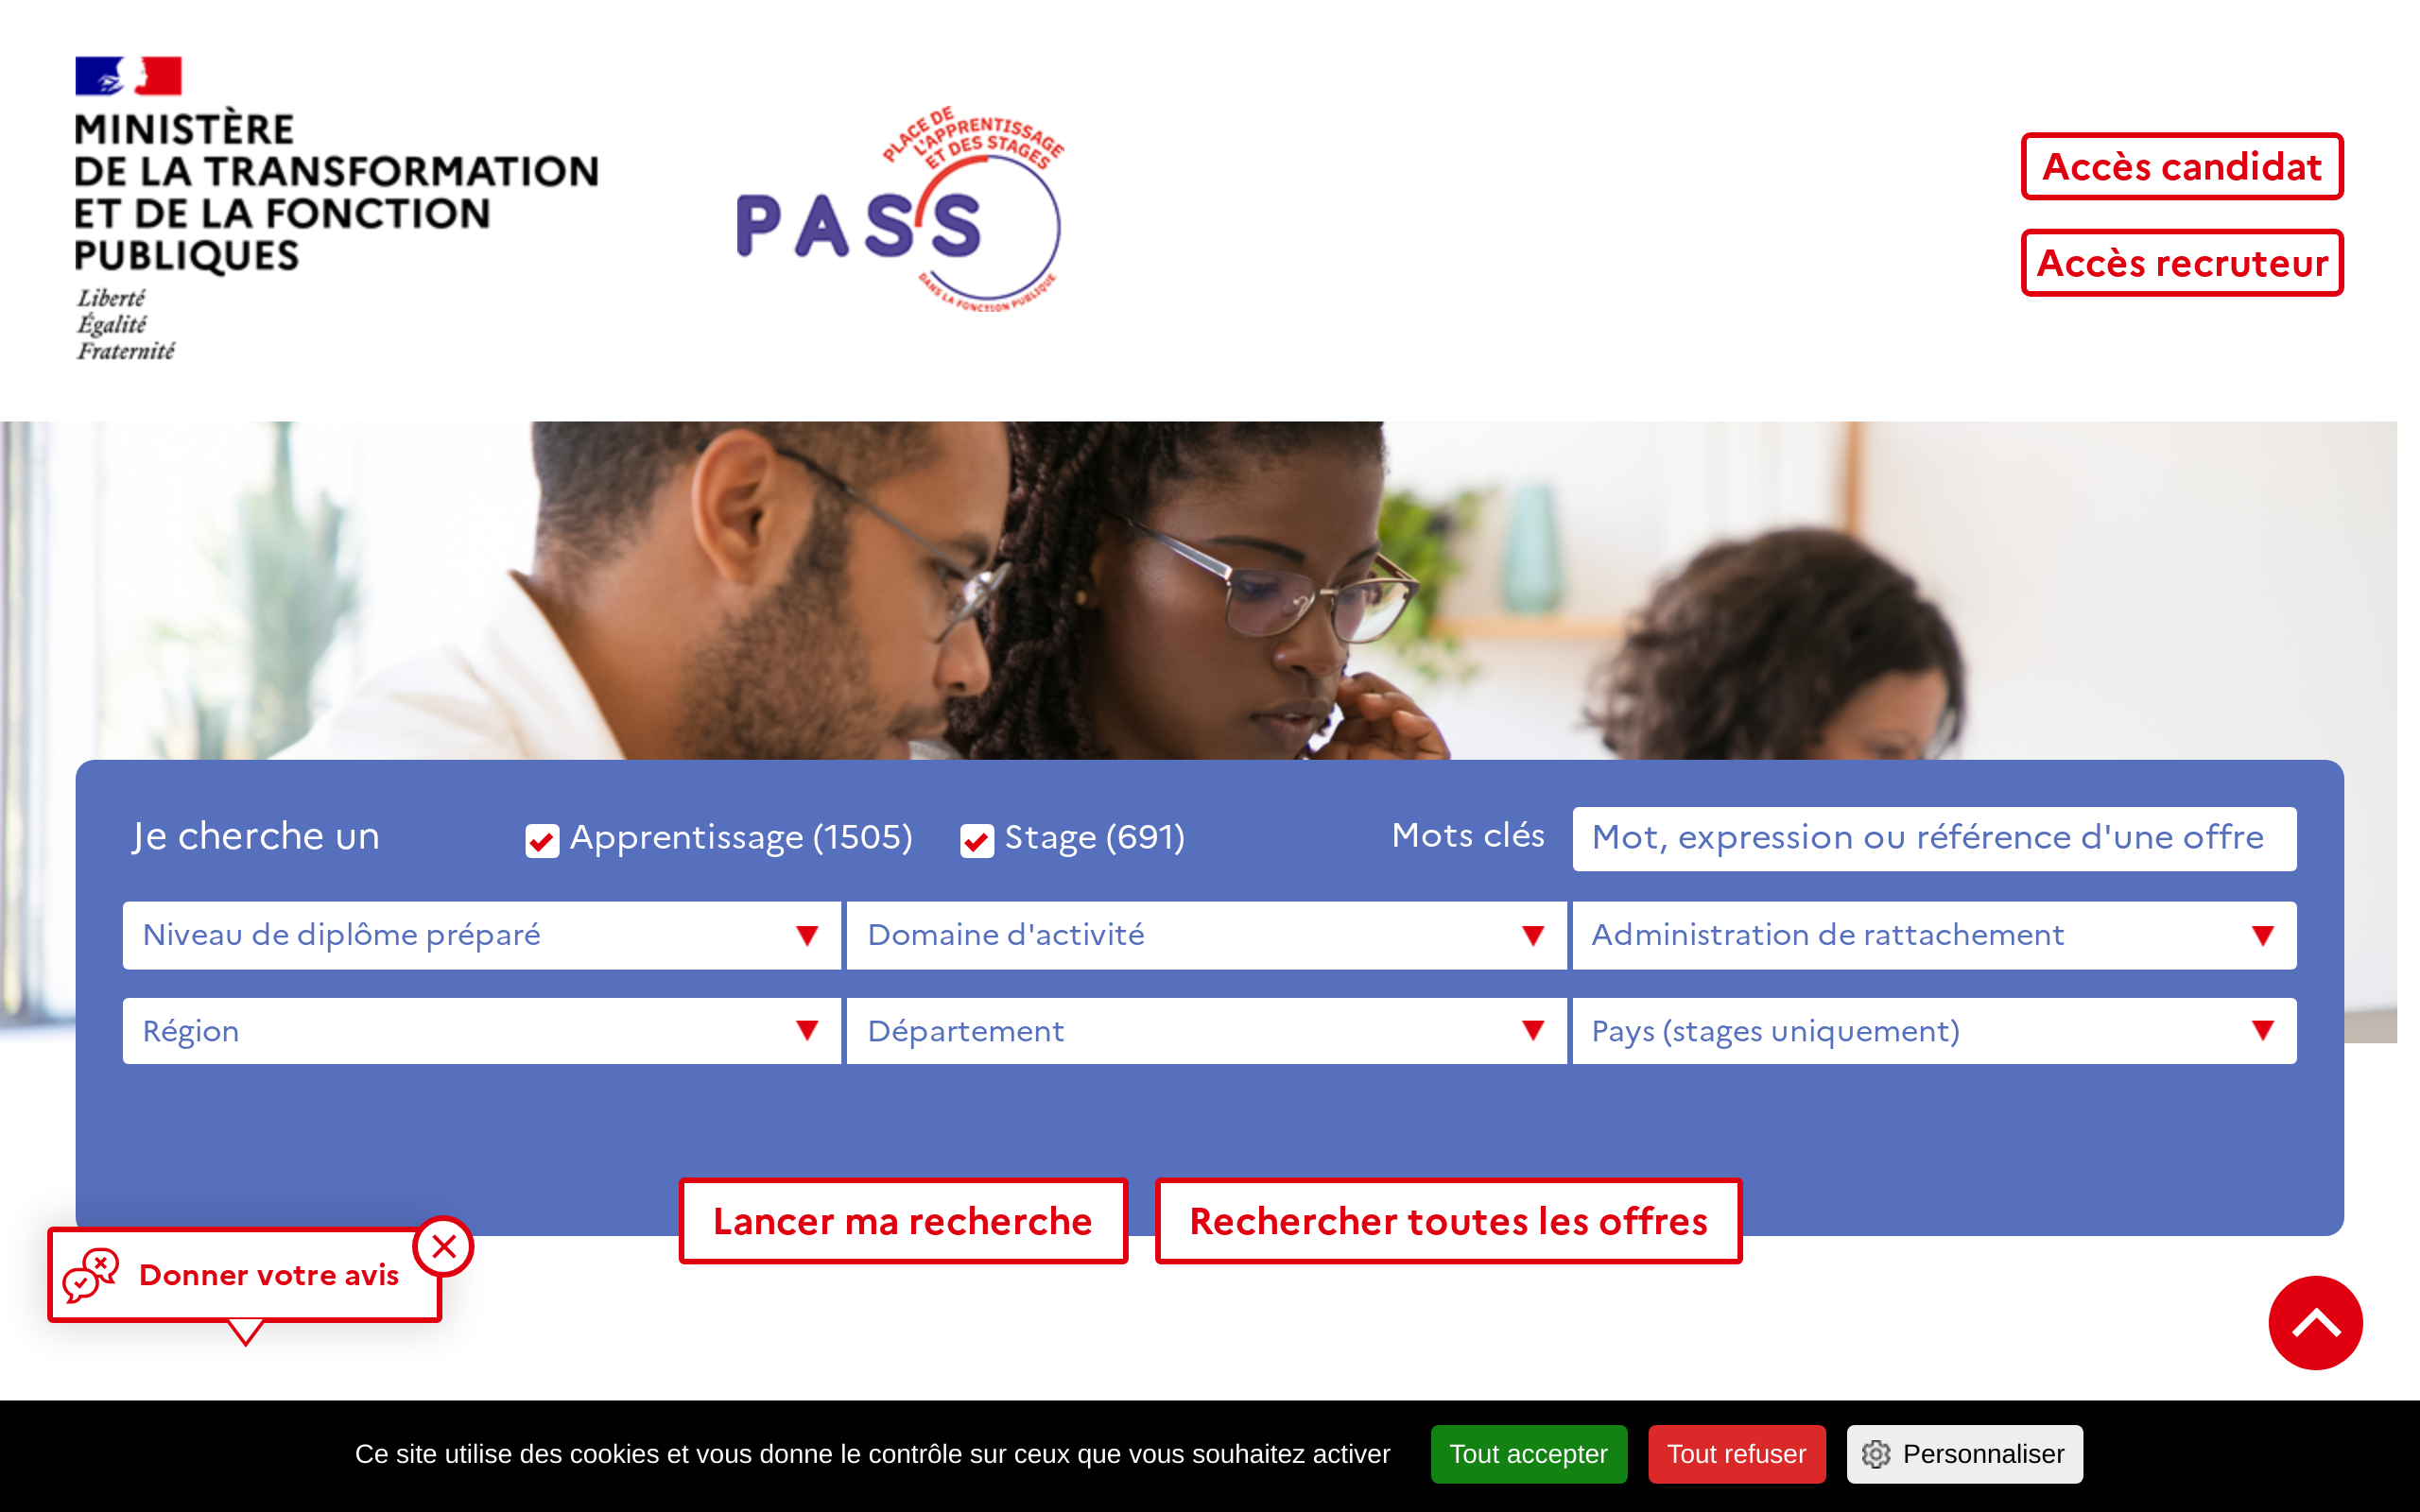 MINISTÈRE
DE LA TRANSFORMATION
ET DE LA FONCTION
PUBLIQUES
Liberté
Égalité
Fraternité
PLACE DE
L'APPRENTISSAGE
ET DES STAGES
PASS
DANS LA FONCTION PUBLIQUE
Accès candidat
Accès recruteur
Je cherche un
Apprentissage (1505)
Stage (691)
Mots clés
Mot, expression ou référence d'une offre
Niveau de diplôme préparé
Domaine d'activité
Administration de rattachement
Région
Département
Pays (stages uniquement)
Lancer ma recherche
Rechercher toutes les offres
Donner votre avis
Ce site utilise des cookies et vous donne le contrôle sur ceux que vous souhaitez activer
Tout accepter
Tout refuser
Personnaliser